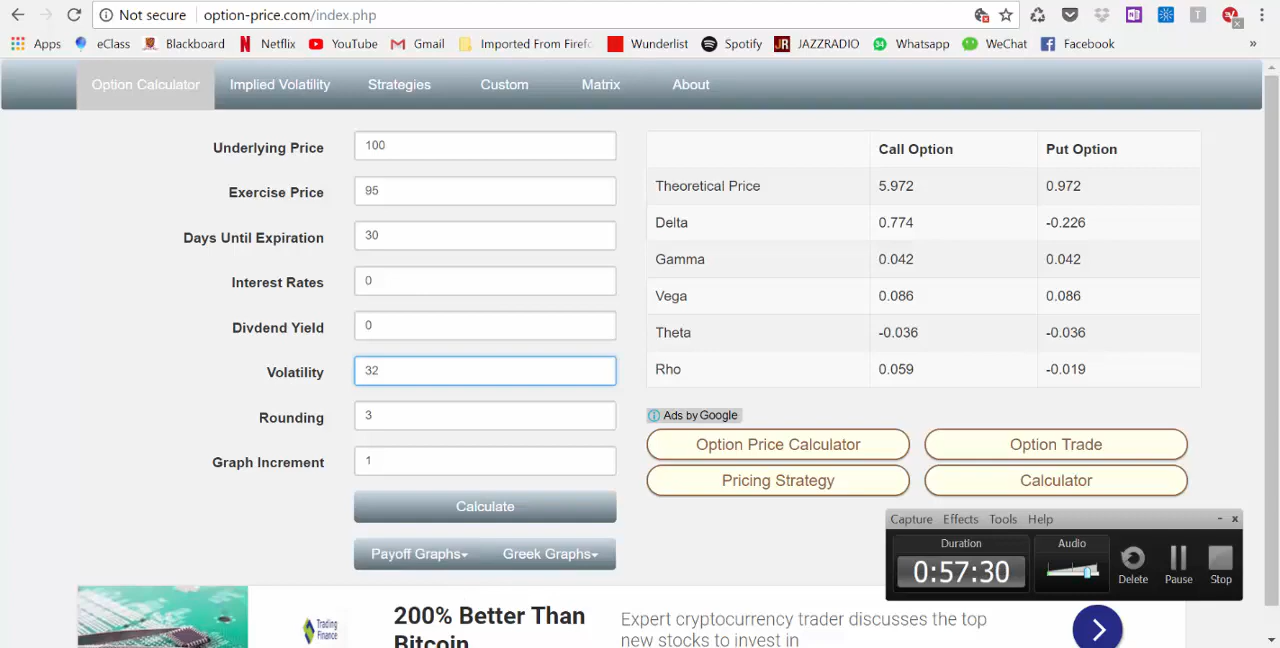 Not secure option-price.com/index.php
Apps eClass Backboard Netflix YouTube Gmail Imported From Firefo Wunderlist Spotify JAZZRADIO Whatsapp WeChat Facebook »
Option Calculator Implied Volatility Strategies Custom Matrix About
Underlying Price 100
Exercise Price 95
Days Until Expiration 30
Interest Rates 0
Divdend Yield 0
Volatility 32
Rounding 3
Graph Increment 1
Calculate
Payoff Graphs Greek Graphs
Call Option Put Option
Theoretical Price 5.972 0.972
Delta 0.774 -0.226
Gamma 0.042 0.042
Vega 0.086 0.086
Theta -0.036 -0.036
Rho 0.059 -0.019
Ads by Google
Option Price Calculator Option Trade
Pricing Strategy Calculator
Capture Effects Tools Help
Duration Audio
0:57:30
Delete Pause Stop
Trading
Finance
200% Better Than
Bitcoin
Expert cryptocurrency trader discusses the top
new stocks to invest in